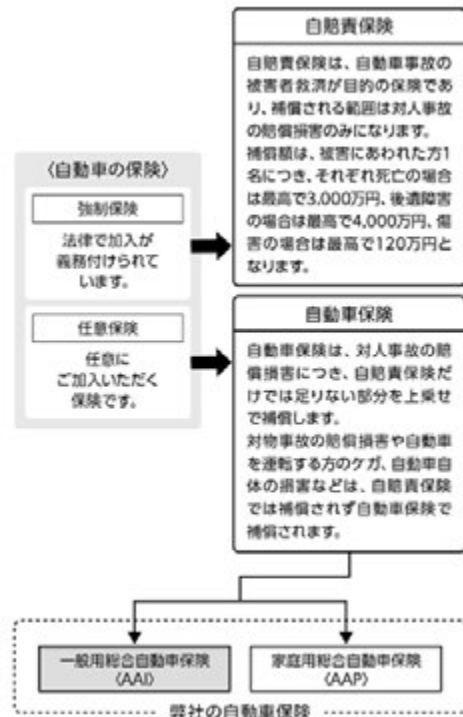 〈自動車の保険〉
強制保険
法律で加入が
義務付けられて
います。
任意保険
任意に
ご加入いただく
保険です。
自賠責保険
自賠責保険は、自動車事故の
被害者救済が目的の保険であ
り、補償される範囲は対人事故
の賠償損害のみになります。
補償額は、被害にあわれた方1
名につき、それぞれ死亡の場合
は最高で3,000万円、後遺障害
の場合は最高で4,000万円、傷
害の場合は最高で120万円と
なります。
自動車保険
自動車保険は、対人事故の賠
償損害につき、自賠責保険だ
けでは足りない部分を上乗せ
で補償します。
対物事故の賠償損害や自動車
を運転する方のケガ、自動車自
体の損害などは、自賠責保険
では補償されず自動車保険で
補償されます。
一般用総合自動車保険
〈AAI〉
家庭用総合自動車保険
〈AAP〉
弊社の自動車保険